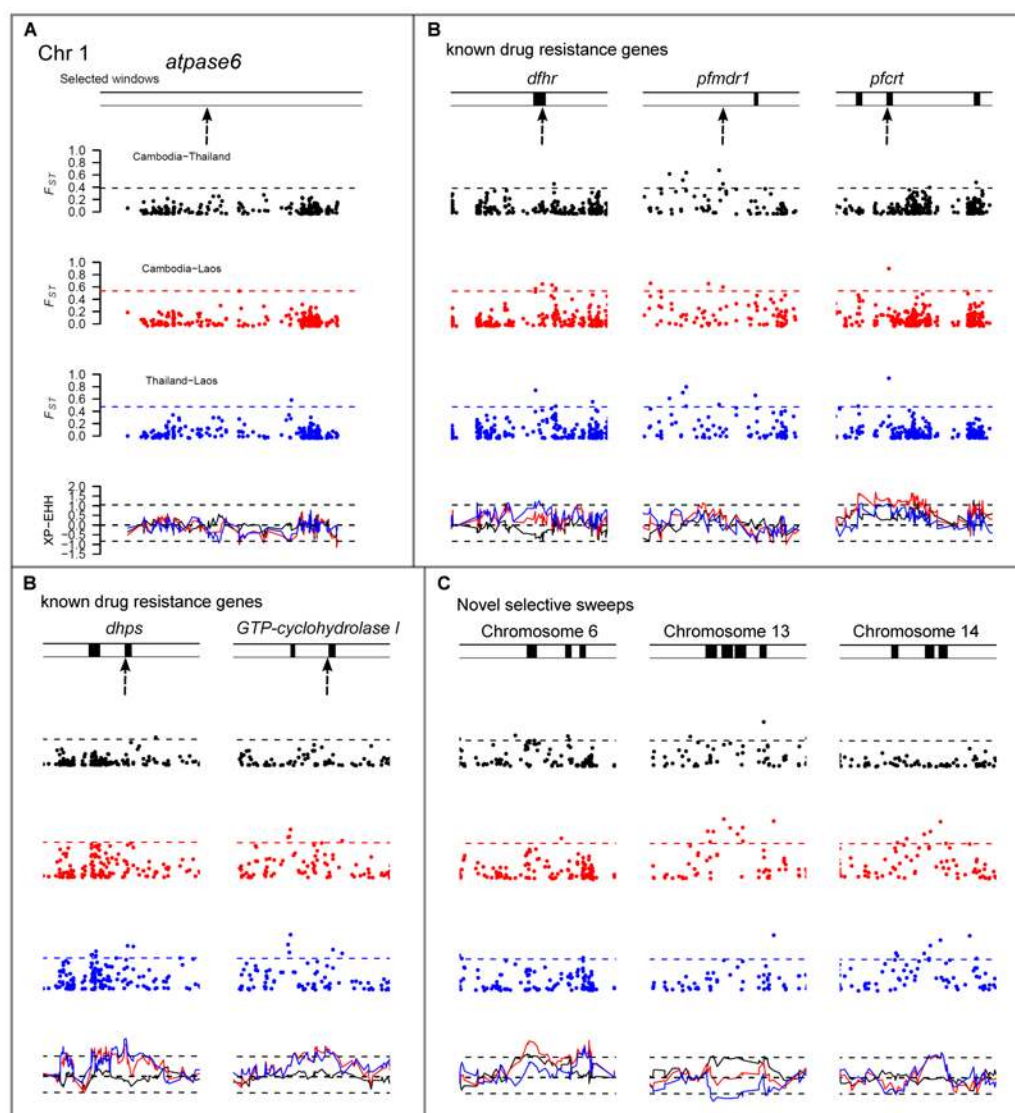 A
Chr 1
atpase6
Selected windows
Cambodia-Thailand
1.0
0.8
0.6
0.4
0.2
0.0
FST
Cambodia-Laos
1.0
0.8
0.6
0.4
0.2
0.0
FST
Thailand-Laos
1.0
0.8
0.6
0.4
0.2
0.0
FST
2.0
1.5
1.0
0.5
0.0
-0.5
-1.0
-1.5
XP-EHH
B
known drug resistance genes
dfhr pfmdr1 pfcrt
B
known drug resistance genes
dhps GTP-cyclohydrolase I
C
Novel selective sweeps
Chromosome 6 Chromosome 13 Chromosome 14